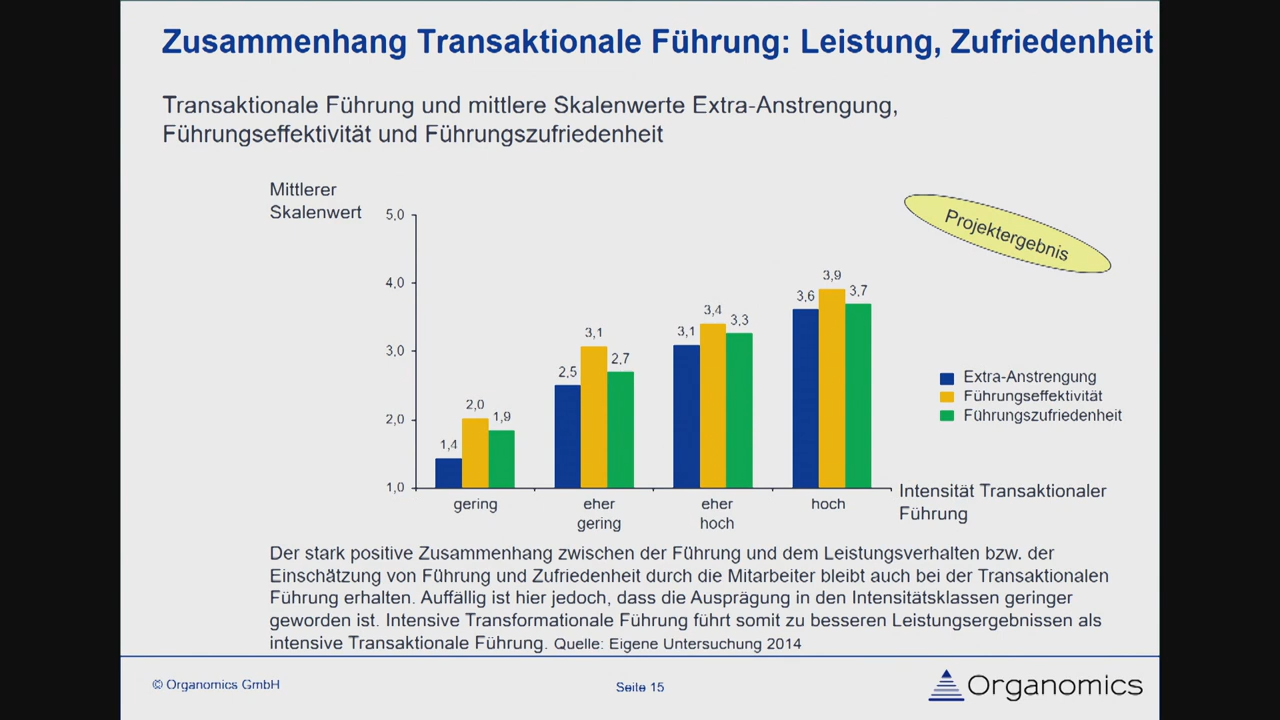 Zusammenhang Transaktionale Führung: Leistung, Zufriedenheit
Transaktionale Führung und mittlere Skalenwerte Extra-Anstrengung,
Führungseffektivität und Führungszufriedenheit
Mittlerer
Skalenwert
5,0
4,0
3,0
2,0
1,0
1,4
2,0
1,9
2,5
3,1
2,7
3,1
3,4
3,3
3,6
3,9
3,7
Projektergebnis
Extra-Anstrengung
Führungseffektivität
Führungszufriedenheit
gering
eher
gering
eher
hoch
hoch
Intensität Transaktionaler
Führung
Der stark positive Zusammenhang zwischen der Führung und dem Leistungsverhalten bzw. der
Einschätzung von Führung und Zufriedenheit durch die Mitarbeiter bleibt auch bei der Transaktionalen
Führung erhalten. Auffällig ist hier jedoch, dass die Ausprägung in den Intensitätsklassen geringer
geworden ist. Intensive Transformationale Führung führt somit zu besseren Leistungsergebnissen als
intensive Transaktionale Führung. Quelle: Eigene Untersuchung 2014
© Organomics GmbH
Seite 15
Organomics